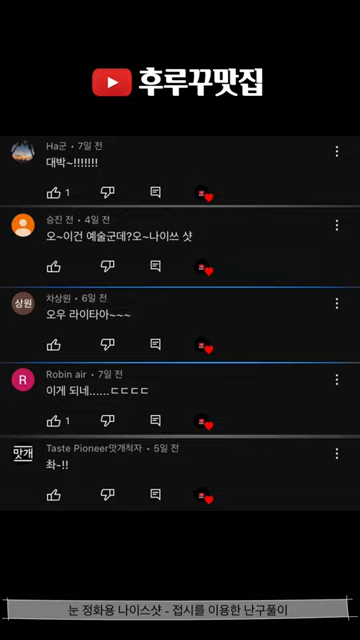 후루꾸맛집
Ha군 • 7일 전
대박~!!!!!!!
1
승진 전 • 4일 전
오~이건 예술군데?오~나이쓰 샷
상원
차상원 • 6일 전
오우 라이타아~~~
R
Robin air • 7일 전
이게 되네......ㄷㄷㄷㄷ
1
맛개
Taste Pioneer맛개척자 • 5일 전
촤~!!
눈 정화용 나이스샷 - 접시를 이용한 난구풀이